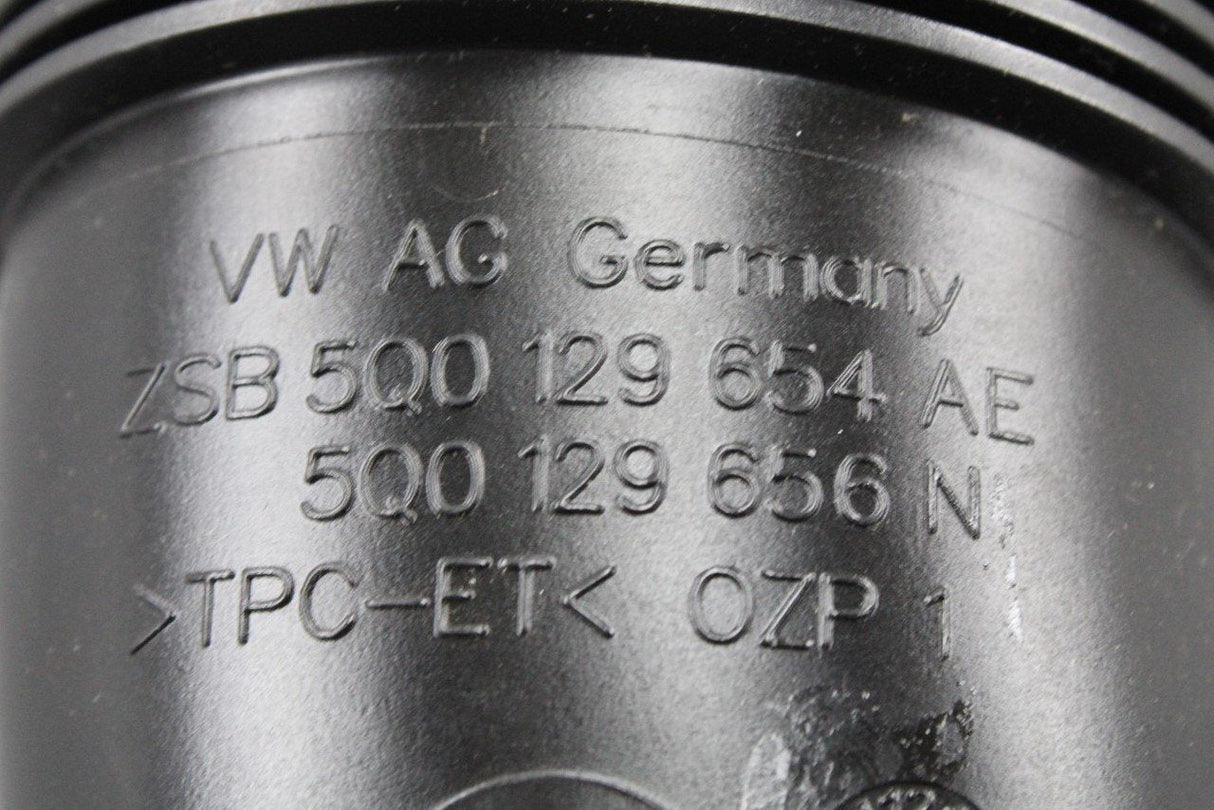 VW AG Germany
ZSB 5Q0 129 654 AE
5Q0 129 656 N
>TPC-ET< OZP 1